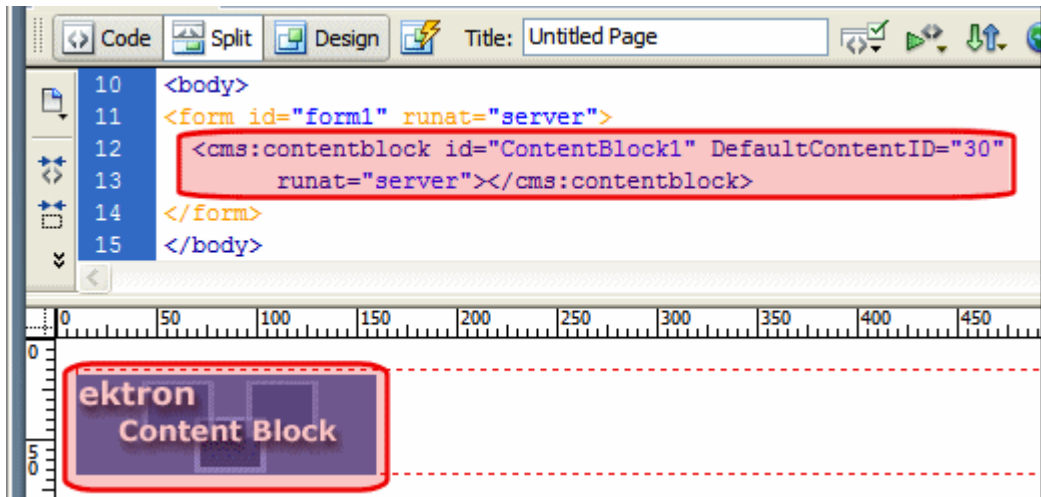 Code Split Design Title: Untitled Page
10 <body>
11 <form id="form1" runat="server">
12 <cms:contentblock id="ContentBlock1" DefaultContentID="30"
13 runat="server"></cms:contentblock>
14 </form>
15 </body>
0 50 100 150 200 250 300 350 400 450
0
ektron
Content Block
50